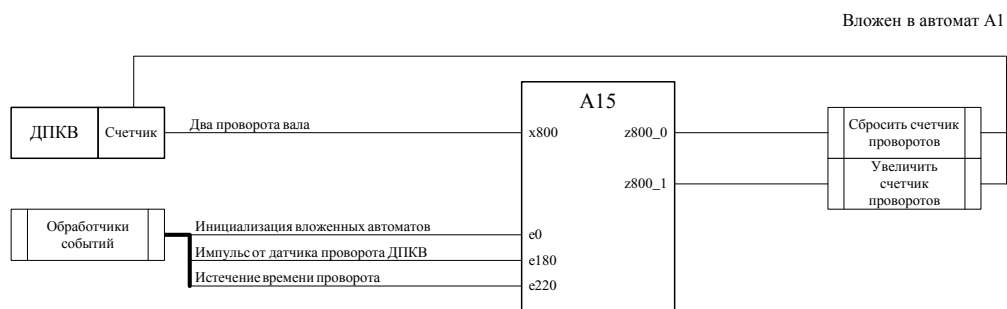 Вложен в автомат А1
А15
ДПКВ
Счетчик
Два проворота вала
x800
z800_0
Сбросить счетчик
проворотов
z800_1
Увеличить
счетчик
проворотов
Обработчики
событий
Инициализация вложенных автоматов
e0
Импульс от датчика проворота ДПКВ
e180
Истечение времени проворота
e220